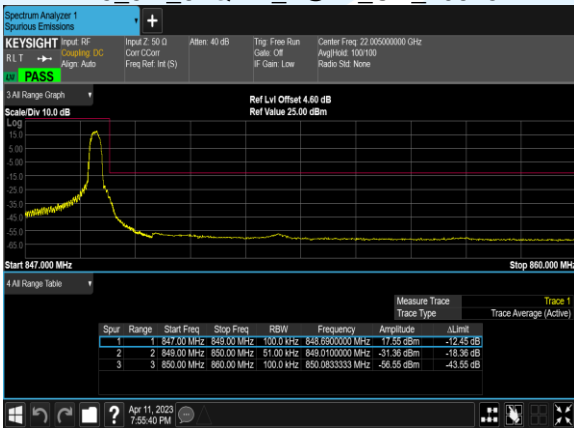 Spectrum Analyzer 1
Spurious Emissions
KEYSIGHT Input: RF Input Z: 50 Ω Atten: 40 dB Trig: Free Run Center Freq: 22.005000000 GHz
RLT Coupling: DC Corr CCorr Gate: Off Avg|Hold: 100/100
Align: Auto Freq Ref: Int (S) IF Gain: Low Radio Std: None
PASS
3 All Range Graph
Ref Lvl Offset 4.60 dB
Scale/Div 10.0 dB Ref Value 25.00 dBm
Log
15.0
5.00
-5.00
-15.0
-25.0
-35.0
-45.0
-55.0
-65.0
Start 847.000 MHz Stop 860.000 MHz
4 All Range Table
Measure Trace Trace 1
Trace Type Trace Average (Active)
Spur Range Start Freq Stop Freq RBW Frequency Amplitude ΔLimit
1 1 847.00 MHz 849.00 MHz 100.0 kHz 848.6900000 MHz 17.55 dBm -12.45 dB
2 2 849.00 MHz 850.00 MHz 51.00 kHz 849.0100000 MHz -31.36 dBm -18.36 dB
3 3 850.00 MHz 860.00 MHz 100.0 kHz 850.0833333 MHz -56.55 dBm -43.55 dB
Apr 11, 2023
7:55:40 PM